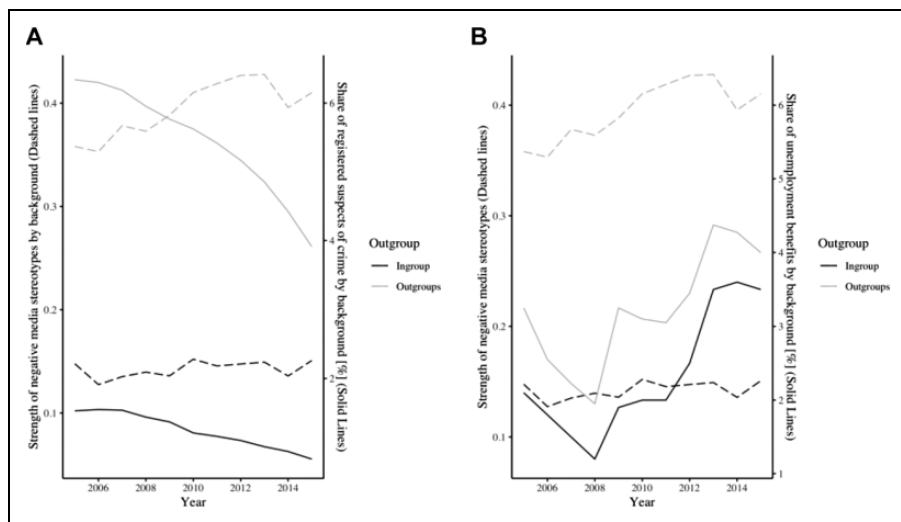 A
B
Strength of negative media stereotypes by background (Dashed lines)
0.4
0.3
0.2
0.1
2006 2008 2010 2012 2014
Year
6
4
2
Share of registered suspects of crime by background [%] (Solid Lines)
Outgroup
Ingroup
Outgroups
Strength of negative media stereotypes (Dashed lines)
0.4
0.3
0.2
0.1
2006 2008 2010 2012 2014
Year
6
5
4
3
2
1
Share of unemployment benefits by background [%] (Solid Lines)
Outgroup
Ingroup
Outgroups